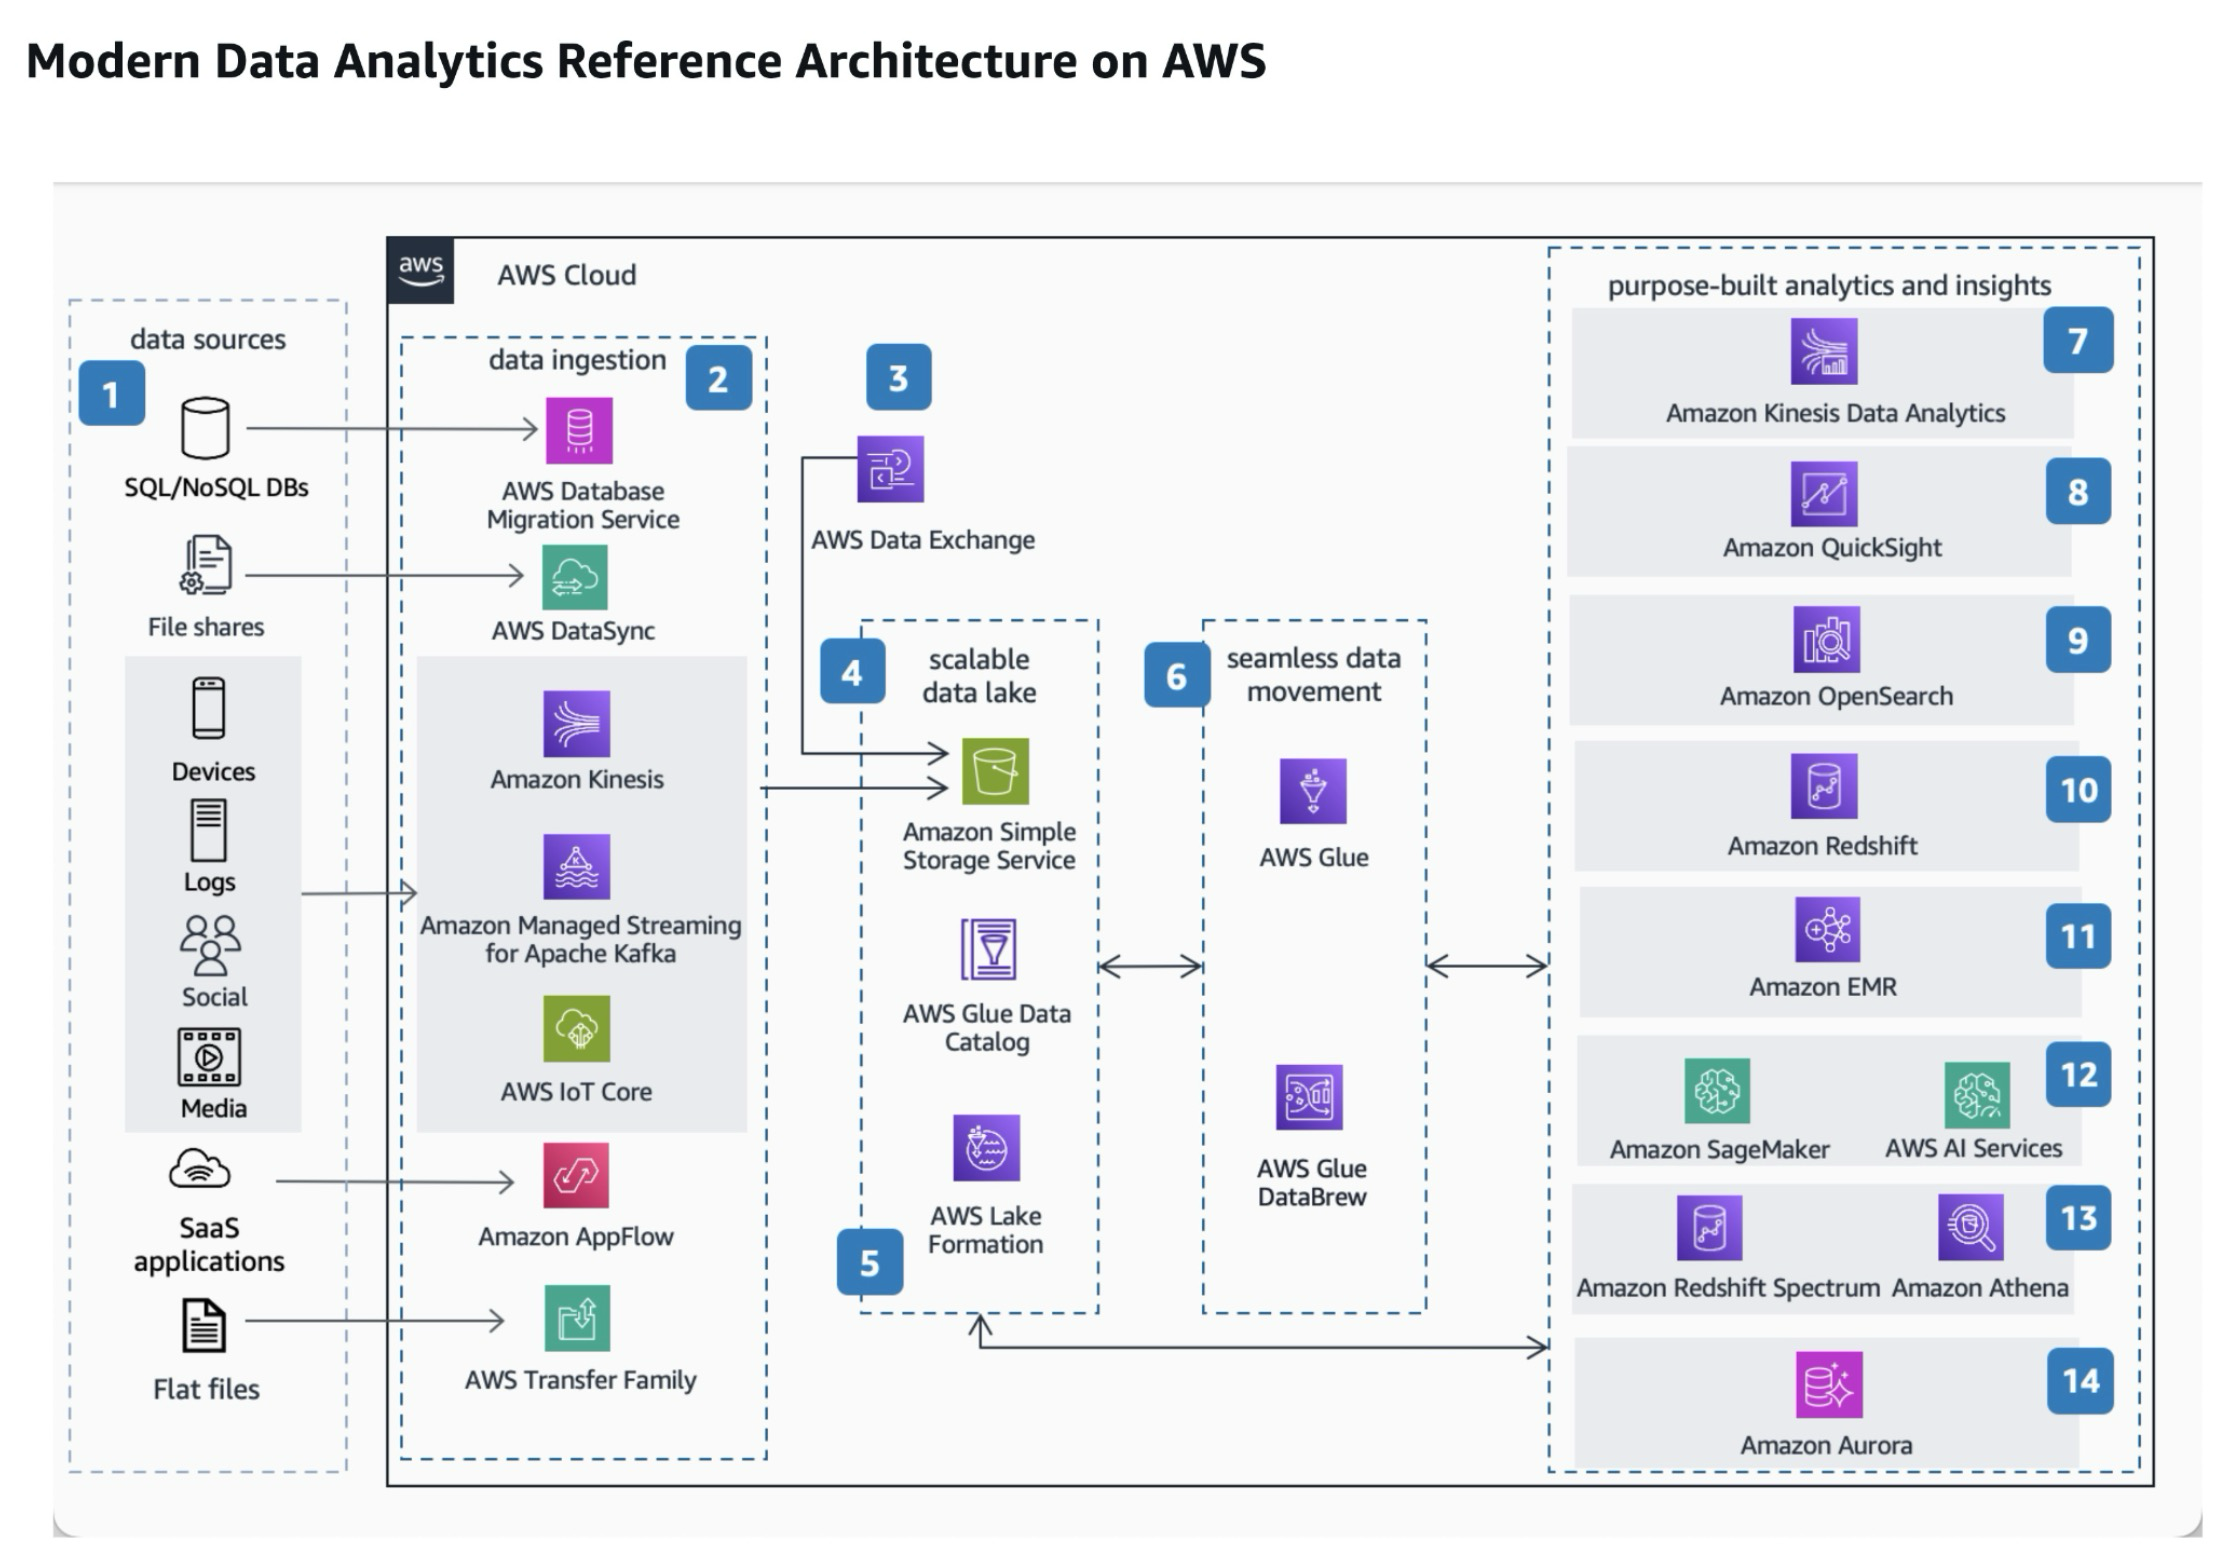 Modern Data Analytics Reference Architecture on AWS
aws
AWS Cloud
data sources
1
SQL/NoSQL DBs
File shares
Devices
Logs
Social
Media
SaaS
applications
Flat files
data ingestion
2
AWS Database
Migration Service
AWS DataSync
Amazon Kinesis
Amazon Managed Streaming
for Apache Kafka
AWS IoT Core
Amazon AppFlow
AWS Transfer Family
3
AWS Data Exchange
4
scalable
data lake
Amazon Simple
Storage Service
AWS Glue Data
Catalog
AWS Lake
Formation
5
6
seamless data
movement
AWS Glue
AWS Glue
DataBrew
purpose-built analytics and insights
7
Amazon Kinesis Data Analytics
8
Amazon QuickSight
9
Amazon OpenSearch
10
Amazon Redshift
11
Amazon EMR
12
Amazon SageMaker
AWS AI Services
13
Amazon Redshift Spectrum
Amazon Athena
14
Amazon Aurora